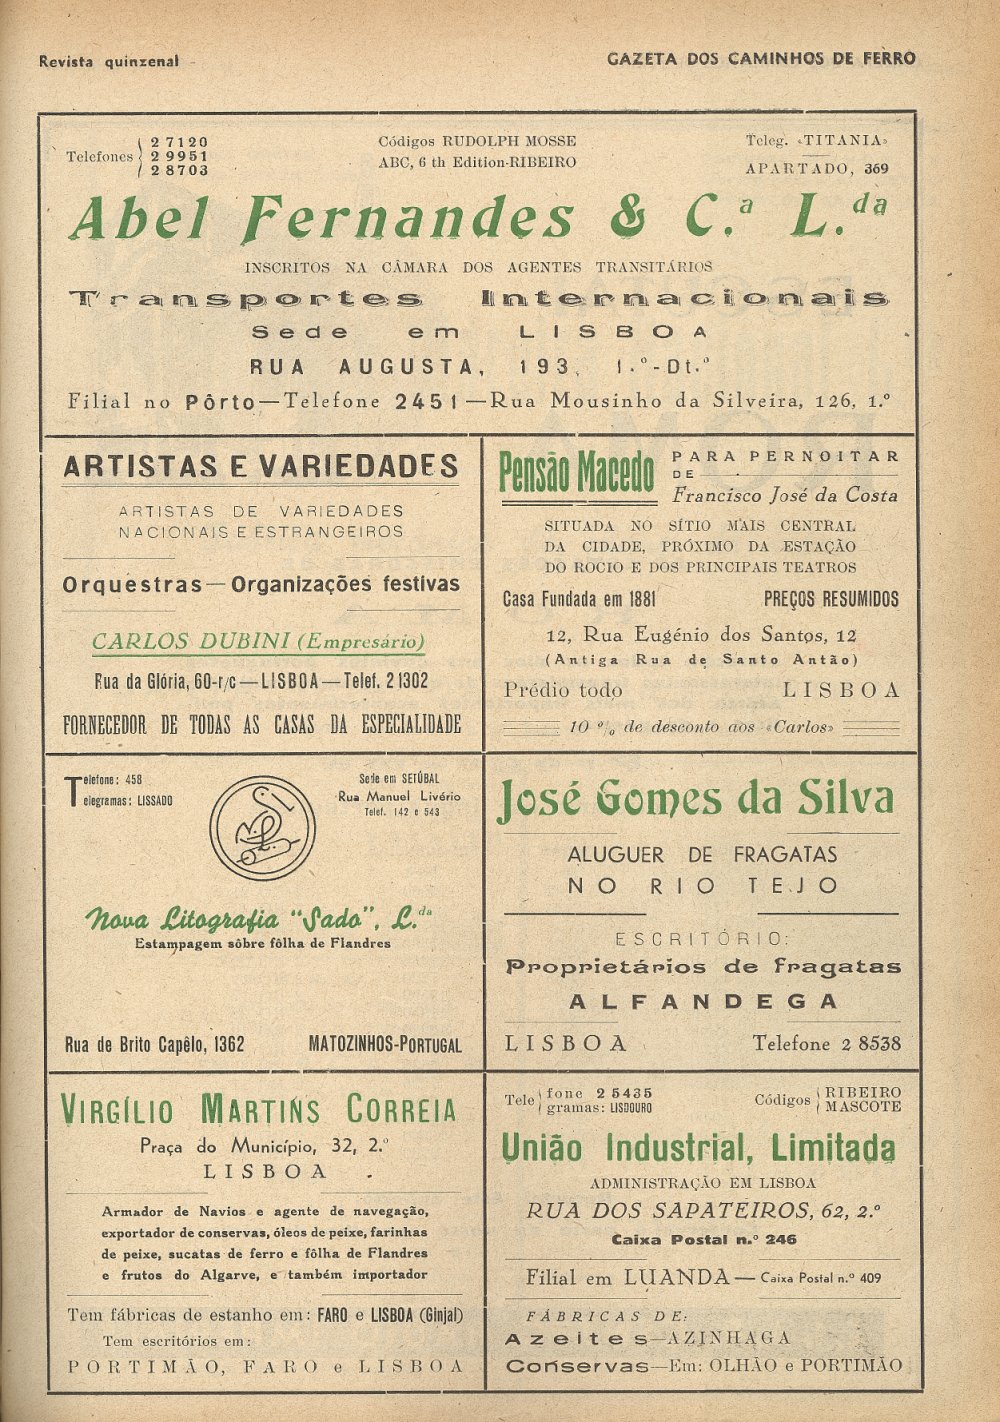 Revista quinzenal
GAZETA DOS CAMINHOS DE FERRO
Telefones { 2 7120
2 9951
2 8703
Códigos RUDOLPH MOSSE
ABC, 6 th Edition-RIBEIRO
Teleg. «TITANIA»
APARTADO, 369
Abel Fernandes & C.ª L.da
INSCRITOS NA CÂMARA DOS AGENTES TRANSITÁRIOS
Transportes Internacionais
Sede em LISBOA
RUA AUGUSTA, 193, 1.º-Dt.º
Filial no Pôrto—Telefone 2451—Rua Mousinho da Silveira, 126, 1.º
ARTISTAS E VARIEDADES
ARTISTAS DE VARIEDADES
NACIONAIS E ESTRANGEIROS
Orquestras—Organizações festivas
CARLOS DUBINI (Empresário)
Rua da Glória, 60-r/c—LISBOA—Telef. 2 1302
FORNECEDOR DE TODAS AS CASAS DA ESPECIALIDADE
Pensão Macedo
PARA PERNOITAR
DE
Francisco José da Costa
SITUADA NO SÍTIO MAIS CENTRAL
DA CIDADE, PRÓXIMO DA ESTAÇÃO
DO ROCIO E DOS PRINCIPAIS TEATROS
Casa Fundada em 1881 PREÇOS RESUMIDOS
12, Rua Eugénio dos Santos, 12
(Antiga Rua de Santo Antão)
Prédio todo LISBOA
10 % de desconto aos «Carlos»
Telefone: 458
Telegramas: LISSADO
Sede em SETÚBAL
Rua Manuel Livério
Telef. 142 e 543
Nova Litografia "Sado", L.da
Estampagem sôbre fôlha de Flandres
Rua de Brito Capêlo, 1362 MATOZINHOS-PORTUGAL
José Gomes da Silva
ALUGUER DE FRAGATAS
NO RIO TEJO
ESCRITÓRIO:
Proprietários de fragatas
ALFANDEGA
LISBOA Telefone 2 8538
VIRGÍLIO MARTINS CORREIA
Praça do Município, 32, 2.º
LISBOA
Armador de Navios e agente de navegação,
exportador de conservas, óleos de peixe, farinhas
de peixe, sucatas de ferro e fôlha de Flandres
e frutos do Algarve, e também importador
Tem fábricas de estanho em: FARO e LISBOA (Ginjal)
Tem escritórios em:
PORTIMÃO, FARO e LISBOA
Tele { fone 2 5435
gramas: LISDOURO
Códigos { RIBEIRO
MASCOTE
União Industrial, Limitada
ADMINISTRAÇÃO EM LISBOA
RUA DOS SAPATEIROS, 62, 2.º
Caixa Postal n.º 246
Filial em LUANDA—Caixa Postal n.º 409
FÁBRICAS DE:
Azeites—AZINHAGA
Conservas—Em: OLHÃO e PORTIMÃO